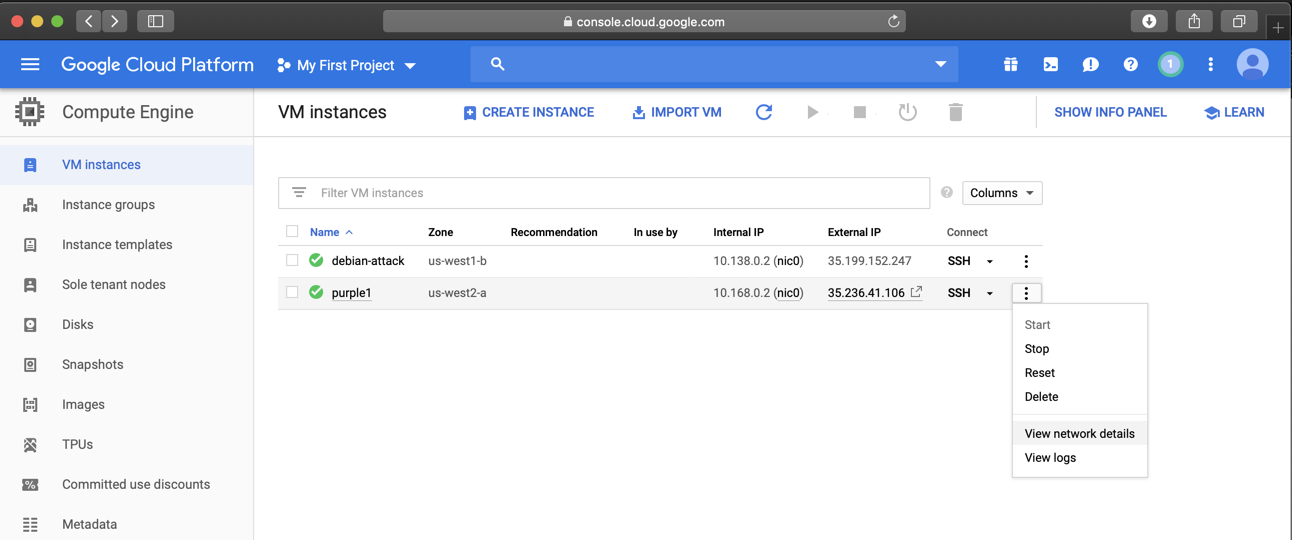 console.cloud.google.com
Google Cloud Platform My First Project 1
Compute Engine VM instances CREATE INSTANCE IMPORT VM SHOW INFO PANEL LEARN
VM instances
Instance groups
Instance templates
Sole tenant nodes
Disks
Snapshots
Images
TPUs
Committed use discounts
Metadata
Filter VM instances Columns
Name Zone Recommendation In use by Internal IP External IP Connect
debian-attack us-west1-b 10.138.0.2 (nic0) 35.199.152.247 SSH
purple1 us-west2-a 10.168.0.2 (nic0) 35.236.41.106 SSH
Start
Stop
Reset
Delete
View network details
View logs